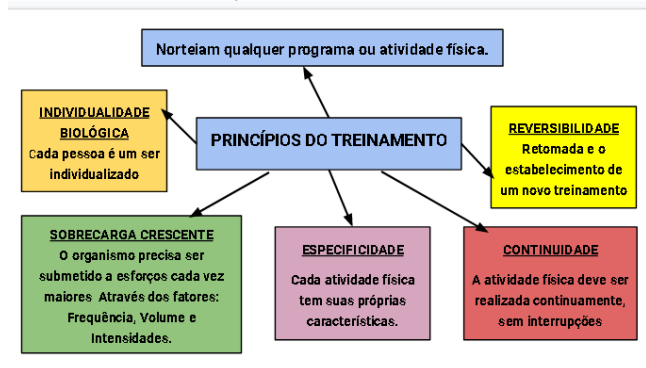 Norteiam qualquer programa ou atividade física.
INDIVIDUALIDADE
BIOLÓGICA
Cada pessoa é um ser
individualizado
PRINCÍPIOS DO TREINAMENTO
REVERSIBILIDADE
Retomada e o
estabelecimento de
um novo treinamento
SOBRECARGA CRESCENTE
O organismo precisa ser
submetido a esforços cada vez
maiores Através dos fatores:
Frequência, Volume e
Intensidades.
ESPECIFICIDADE
Cada atividade física
tem suas próprias
características.
CONTINUIDADE
A atividade física deve ser
realizada continuamente,
sem interrupções